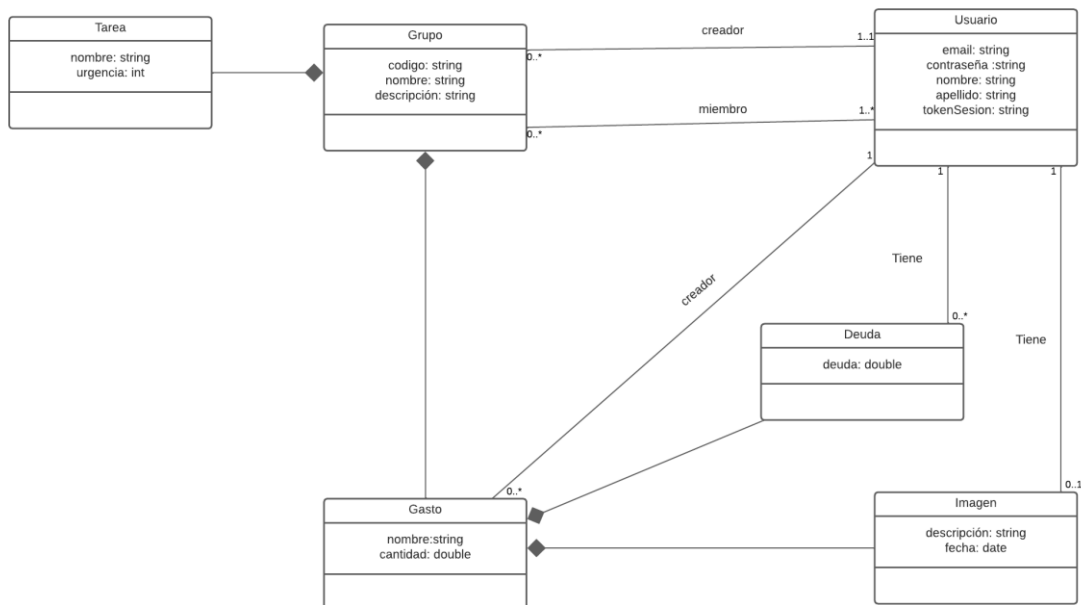 Tarea
nombre: string
urgencia: int
Grupo
codigo: string
nombre: string
descripción: string
Usuario
email: string
contraseña :string
nombre: string
apellido: string
tokenSesion: string
creador
0..*
1..1
miembro
0..*
1..*
creador
1
0..*
Tiene
1
0..*
Tiene
1
0..1
Deuda
deuda: double
Gasto
nombre:string
cantidad: double
Imagen
descripción: string
fecha: date